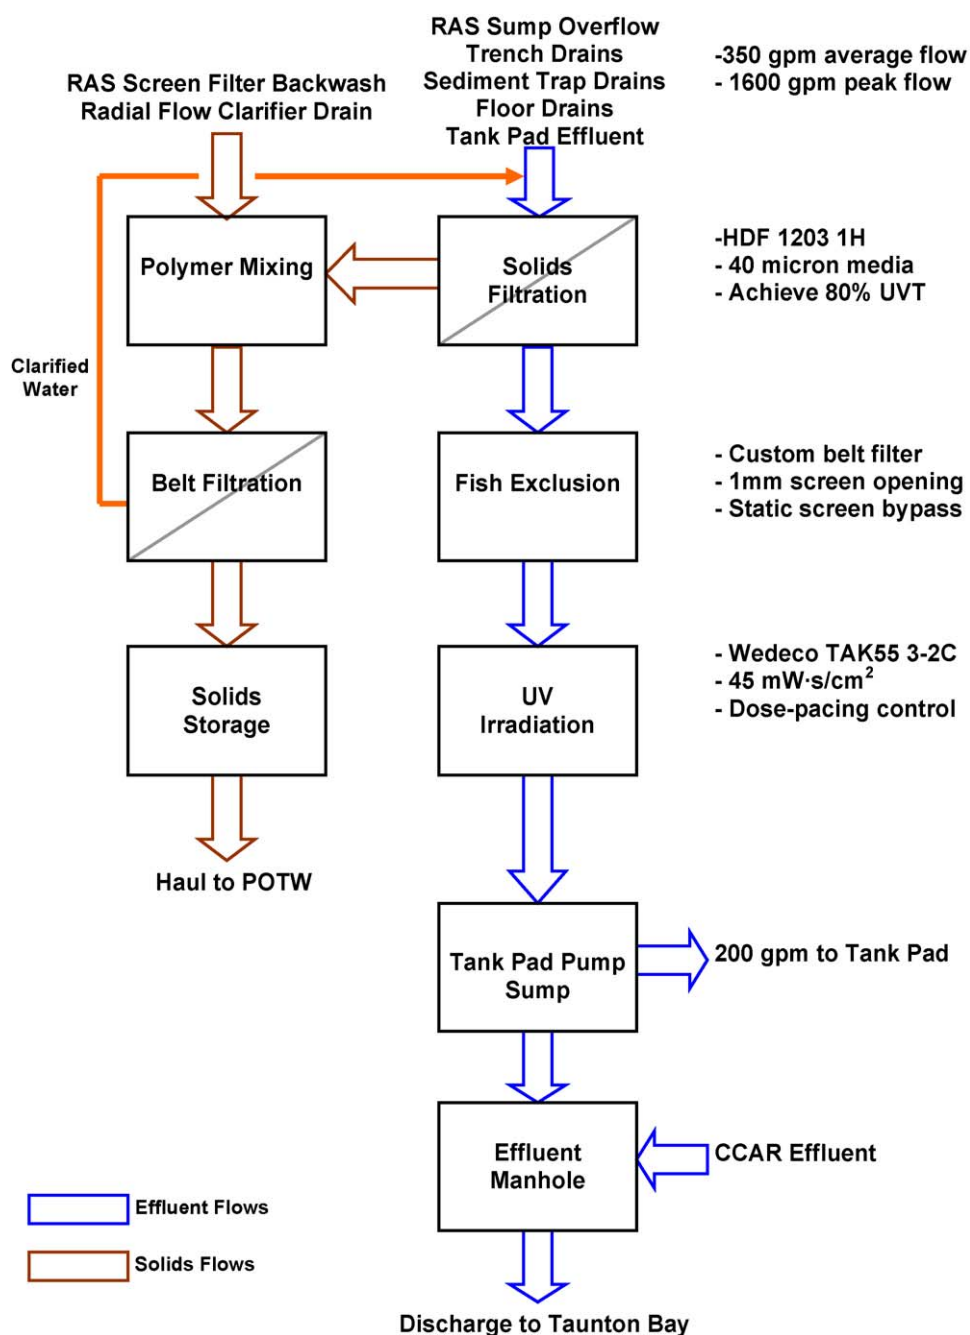 RAS Sump Overflow
Trench Drains
Sediment Trap Drains
Floor Drains
Tank Pad Effluent
-350 gpm average flow
- 1600 gpm peak flow
RAS Screen Filter Backwash
Radial Flow Clarifier Drain
Polymer Mixing
Solids
Filtration
-HDF 1203 1H
- 40 micron media
- Achieve 80% UVT
Clarified
Water
Belt Filtration
Fish Exclusion
- Custom belt filter
- 1mm screen opening
- Static screen bypass
Solids
Storage
UV
Irradiation
- Wedeco TAK55 3-2C
- 45 mW·s/cm²
- Dose-pacing control
Haul to POTW
Tank Pad Pump
Sump
200 gpm to Tank Pad
Effluent
Manhole
CCAR Effluent
Effluent Flows
Solids Flows
Discharge to Taunton Bay